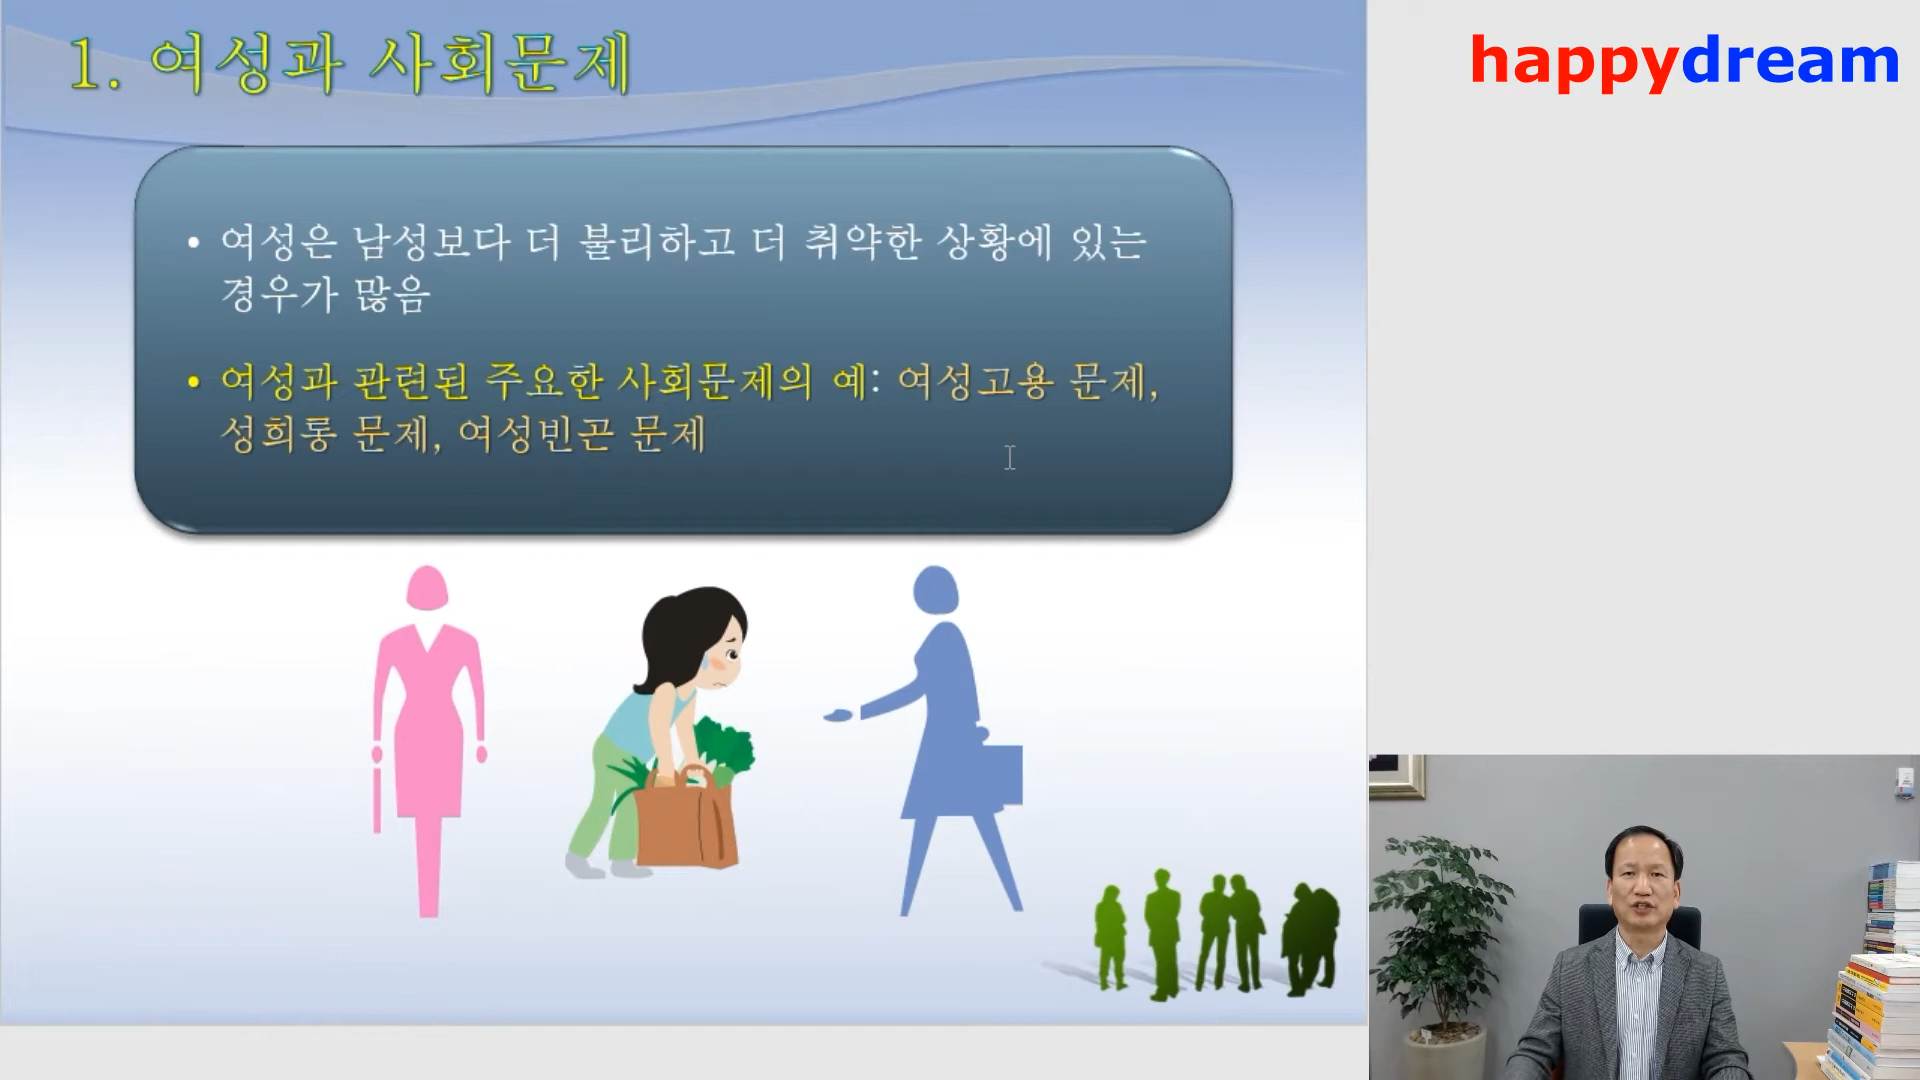 1. 여성과 사회문제
happydream
• 여성은 남성보다 더 불리하고 더 취약한 상황에 있는
경우가 많음
• 여성과 관련된 주요한 사회문제의 예: 여성고용 문제,
성희롱 문제, 여성빈곤 문제